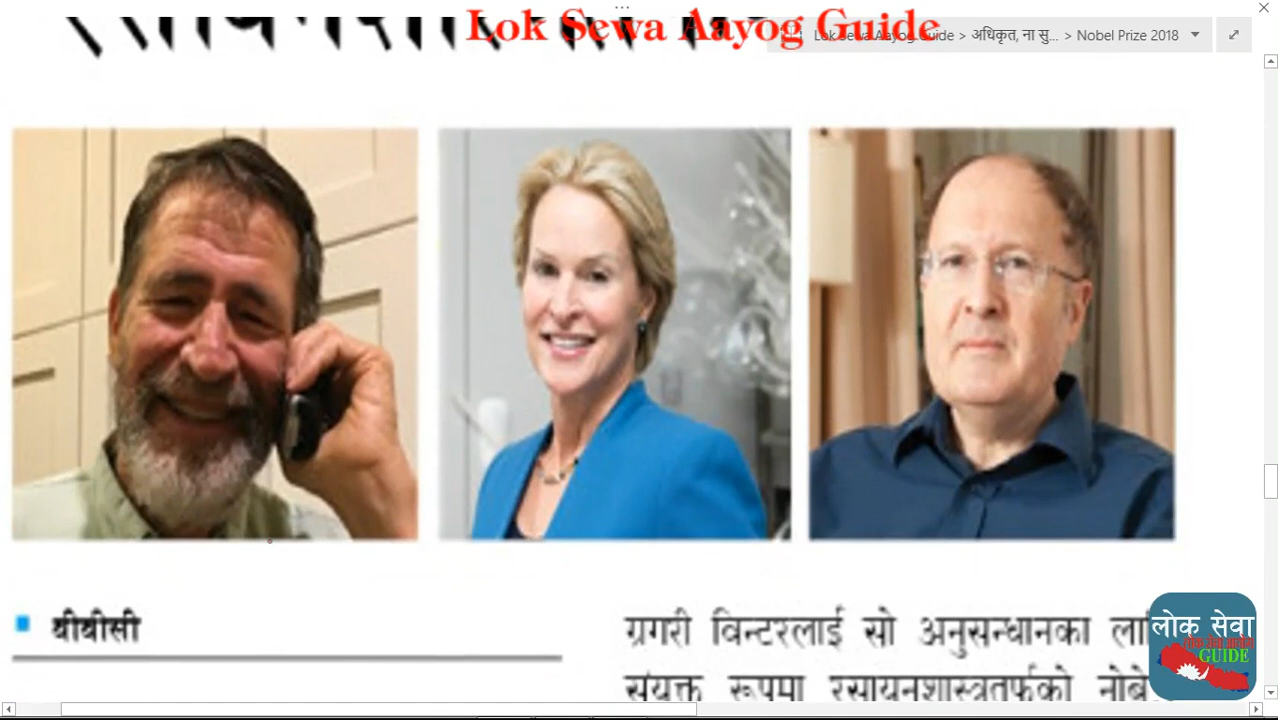 Lok Sewa Aayog Guide
Lok Sewa Aayog Guide > अधिकृत, ना सु... > Nobel Prize 2018
बीबीसी
ग्रगरी विन्टरलाई सो अनुसन्धानका
संयुक्त रूपमा रसायनशास्त्रतर्फको
लोक सेवा
लोक सेवा आयोग
GUIDE